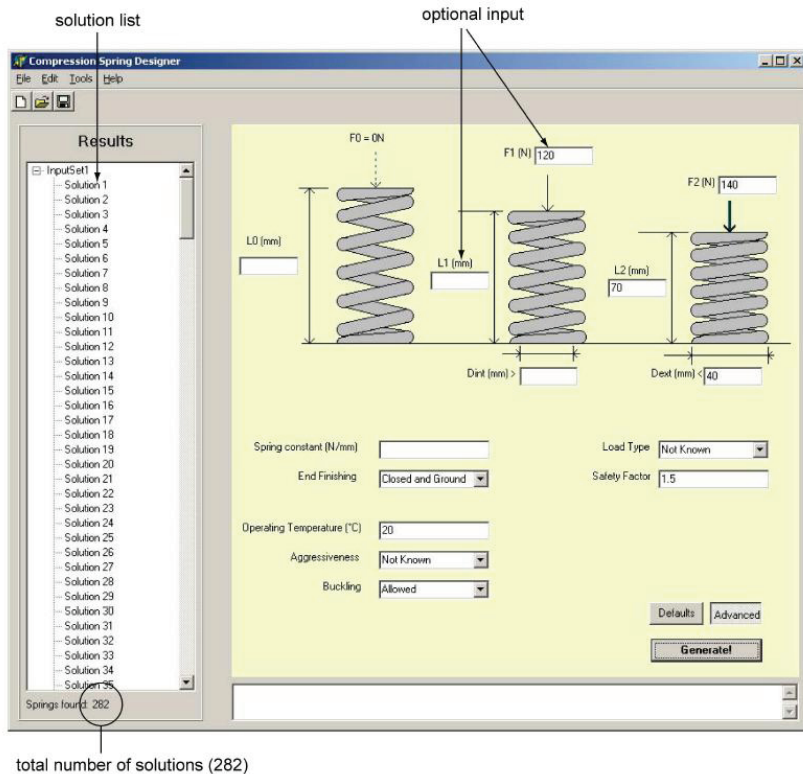 solution list
optional input
Compression Spring Designer
File Edit Tools Help
Results
InputSet1
Solution 1
Solution 2
Solution 3
Solution 4
Solution 5
Solution 6
Solution 7
Solution 8
Solution 9
Solution 10
Solution 11
Solution 12
Solution 13
Solution 14
Solution 15
Solution 16
Solution 17
Solution 18
Solution 19
Solution 20
Solution 21
Solution 22
Solution 23
Solution 24
Solution 25
Solution 26
Solution 27
Solution 28
Solution 29
Solution 30
Solution 31
Solution 32
Solution 33
Solution 34
Solution 35
Springs found: 282
F0 = 0N
F1 (N) 120
F2 (N) 140
L0 (mm)
L1 (mm)
L2 (mm)
70
Dint (mm) >
Dext (mm) < 40
Spring constant (N/mm)
Load Type Not Known
End Finishing Closed and Ground
Safety Factor 1.5
Operating Temperature (°C) 20
Aggressiveness Not Known
Buckling Allowed
Defaults Advanced
Generate!
total number of solutions (282)